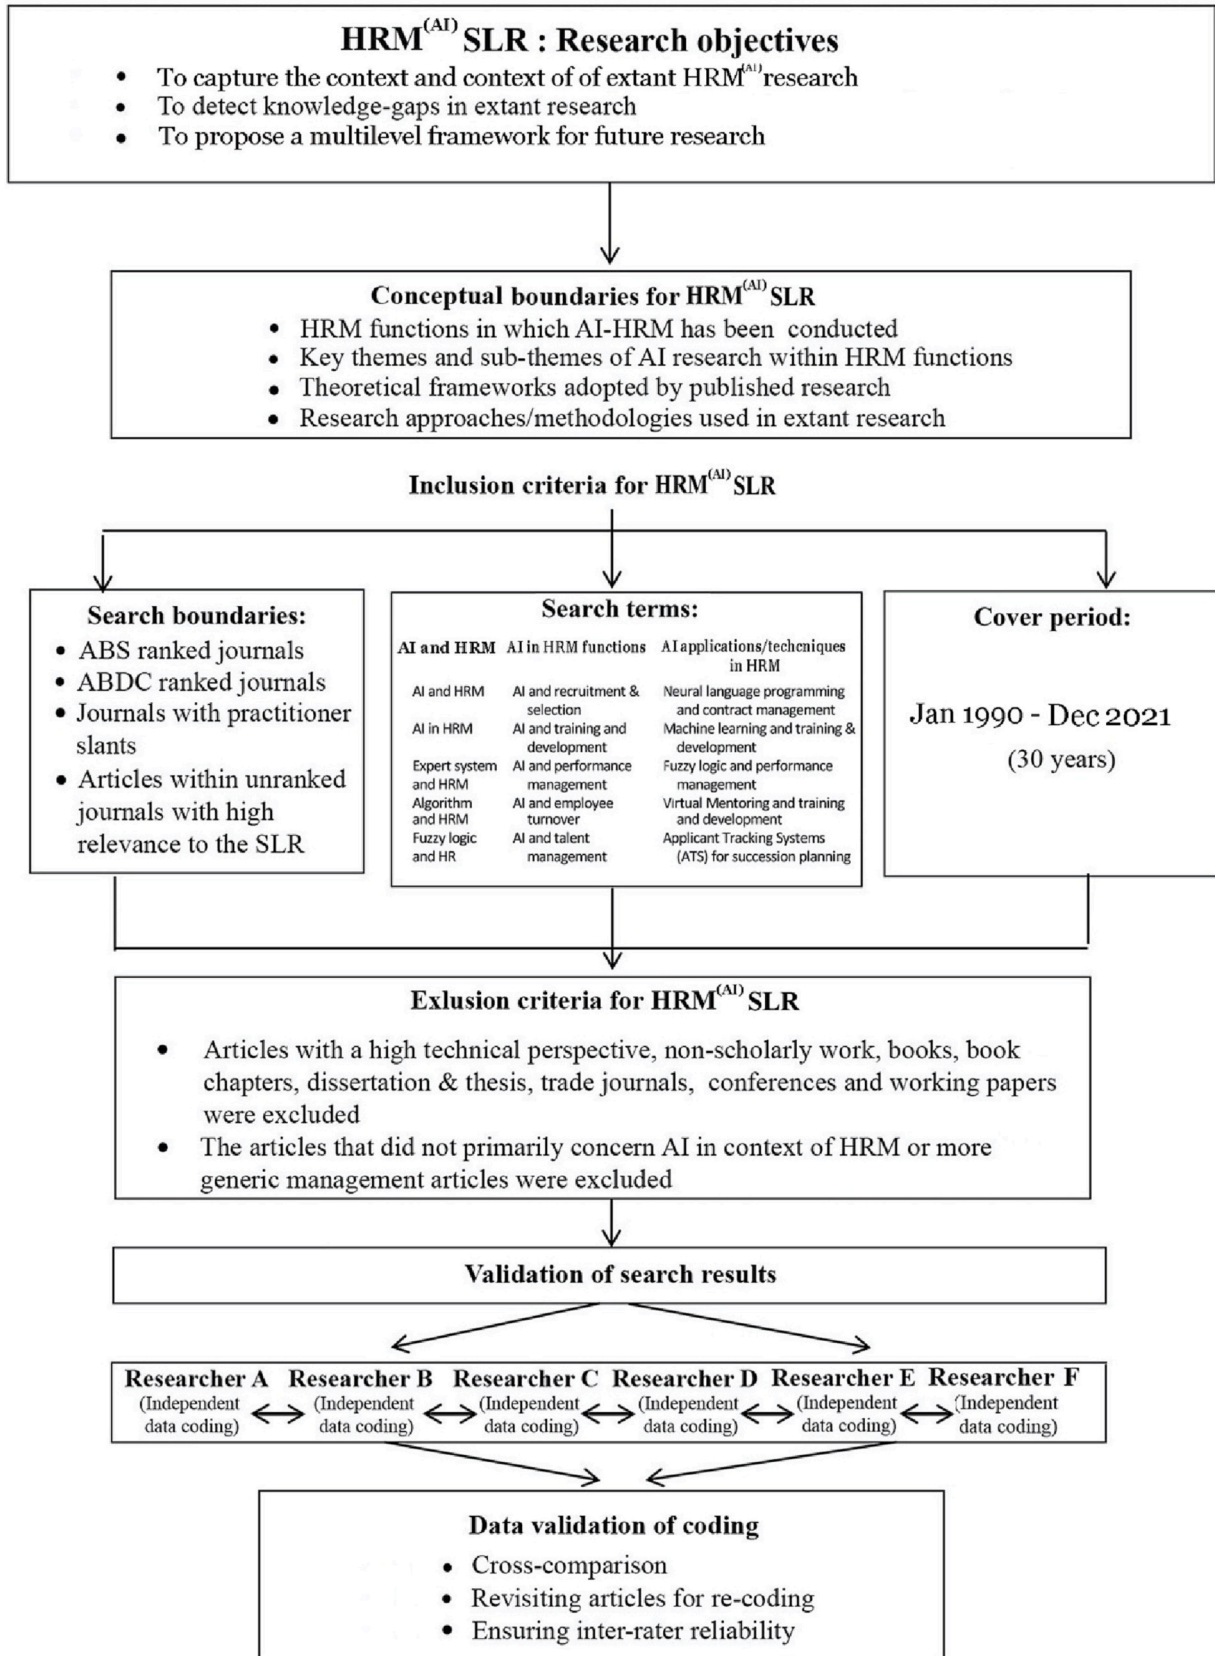 HRM(AI) SLR : Research objectives
• To capture the context and context of of extant HRM(AI) research
• To detect knowledge-gaps in extant research
• To propose a multilevel framework for future research
Conceptual boundaries for HRM(AI) SLR
• HRM functions in which AI-HRM has been conducted
• Key themes and sub-themes of AI research within HRM functions
• Theoretical frameworks adopted by published research
• Research approaches/methodologies used in extant research
Inclusion criteria for HRM(AI) SLR
Search boundaries:
• ABS ranked journals
• ABDC ranked journals
• Journals with practitioner
slants
• Articles within unranked
journals with high
relevance to the SLR
Search terms:
AI and HRM
AI and HRM
AI in HRM
Expert system
and HRM
Algorithm
and HRM
Fuzzy logic
and HR
AI in HRM functions
AI and recruitment &
selection
AI and training and
development
AI and performance
management
AI and employee
turnover
AI and talent
management
AI applications/techcniques
in HRM
Neural language programming
and contract management
Machine learning and training &
development
Fuzzy logic and performance
management
Virtual Mentoring and training
and development
Applicant Tracking Systems
(ATS) for succession planning
Cover period:
Jan 1990 - Dec 2021
(30 years)
Exlusion criteria for HRM(AI) SLR
• Articles with a high technical perspective, non-scholarly work, books, book
chapters, dissertation & thesis, trade journals, conferences and working papers
were excluded
• The articles that did not primarily concern AI in context of HRM or more
generic management articles were excluded
Validation of search results
Researcher A
(Independent
data coding)
Researcher B
(Independent
data coding)
Researcher C
(Independent
data coding)
Researcher D
(Independent
data coding)
Researcher E
(Independent
data coding)
Researcher F
(Independent
data coding)
Data validation of coding
• Cross-comparison
• Revisiting articles for re-coding
• Ensuring inter-rater reliability